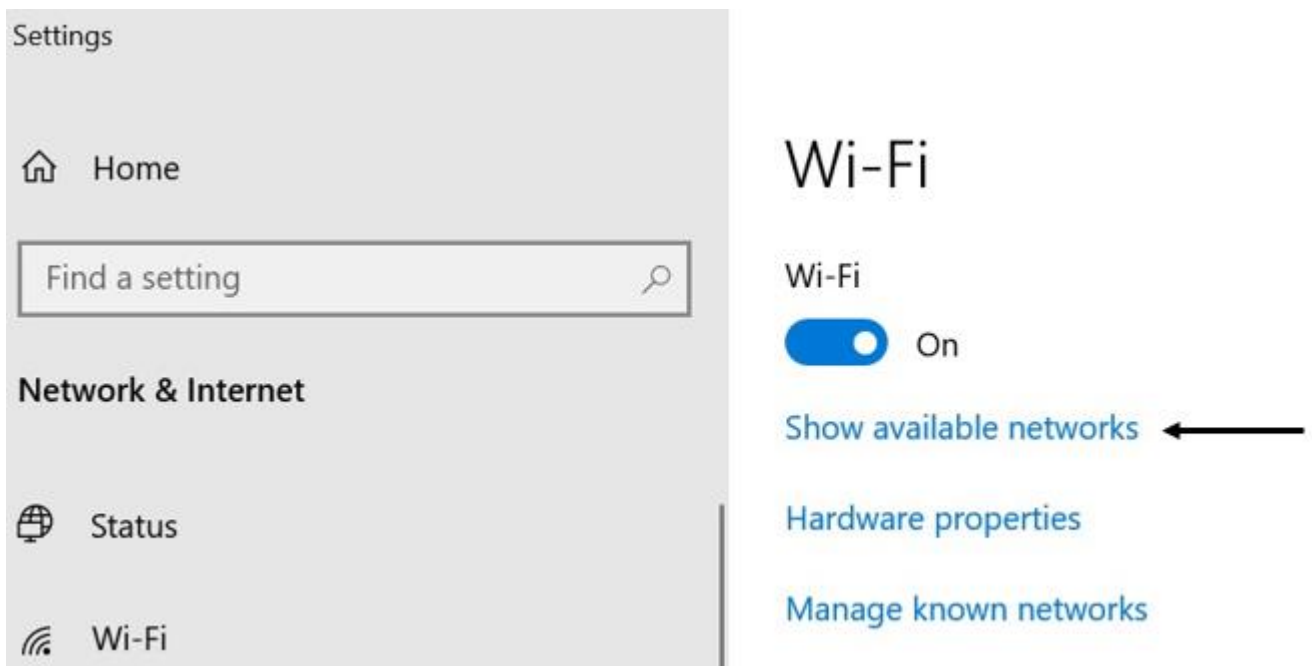 Settings
Home
Find a setting
Network & Internet
Status
Wi-Fi
Wi-Fi
Wi-Fi
On
Show available networks
Hardware properties
Manage known networks